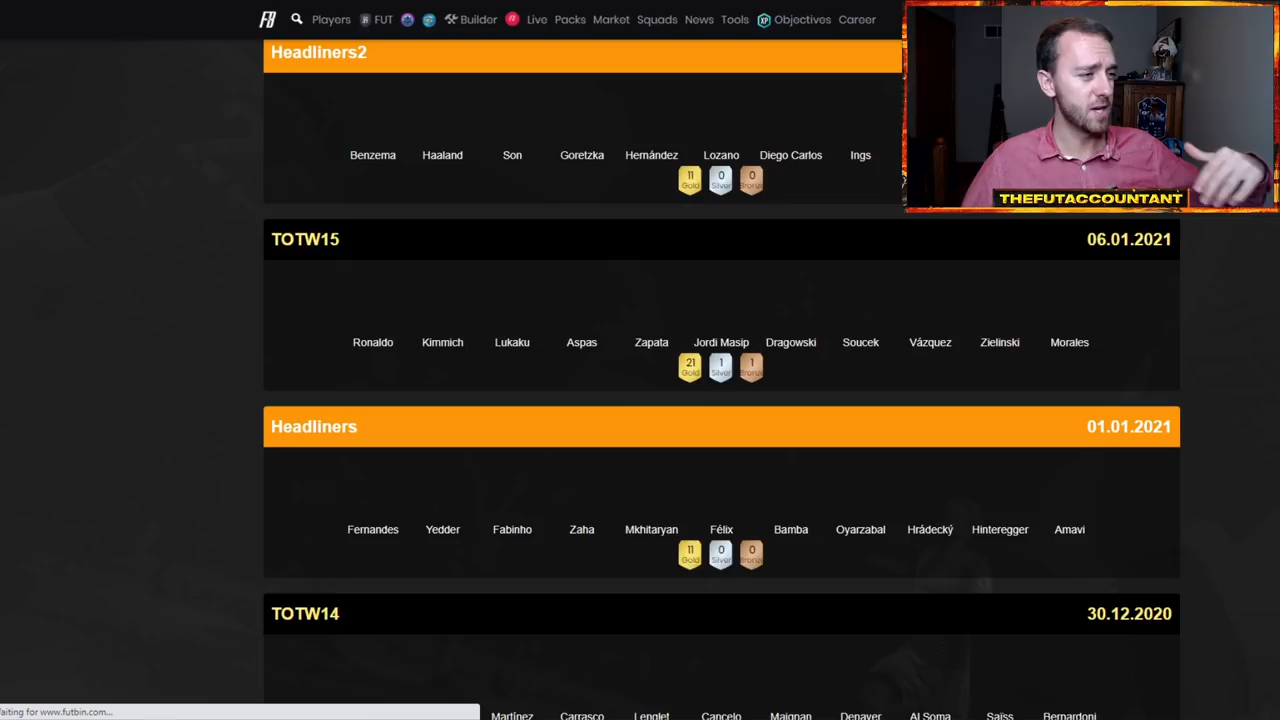 FB Players FUT Builder Live Packs Market Squads News Tools XP Objectives Career
Headliners2
Benzema Haaland Son Goretzka Hernández Lozano Diego Carlos Ings
11 Gold 0 Silver 0 Bronze
THEFUTACCOUNTANT
TOTW15 06.01.2021
Ronaldo Kimmich Lukaku Aspas Zapata Jordi Masip Dragowski Soucek Vázquez Zielinski Morales
21 Gold 1 Silver 1 Bronze
Headliners 01.01.2021
Fernandes Yedder Fabinho Zaha Mkhitaryan Félix Bamba Oyarzabal Hrádecký Hinteregger Amavi
11 Gold 0 Silver 0 Bronze
TOTW14 30.12.2020
Martínez Carrasco Lenglet Cancelo Maignan Denayer Al Soma Saïss Bernardoni
aiting for www.futbin.com...